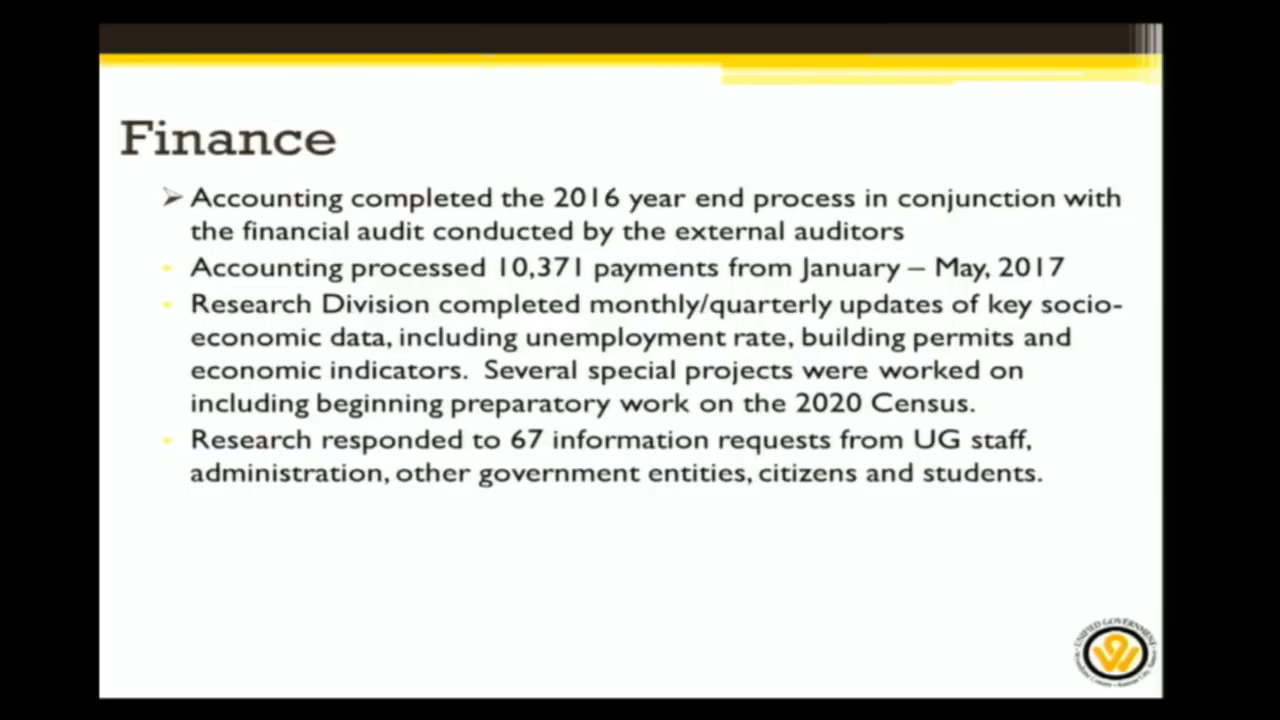 Finance
Accounting completed the 2016 year end process in conjunction with
the financial audit conducted by the external auditors
Accounting processed 10,371 payments from January – May, 2017
Research Division completed monthly/quarterly updates of key socio-
economic data, including unemployment rate, building permits and
economic indicators.  Several special projects were worked on
including beginning preparatory work on the 2020 Census.
Research responded to 67 information requests from UG staff,
administration, other government entities, citizens and students.
UNIFIED GOVERNMENT